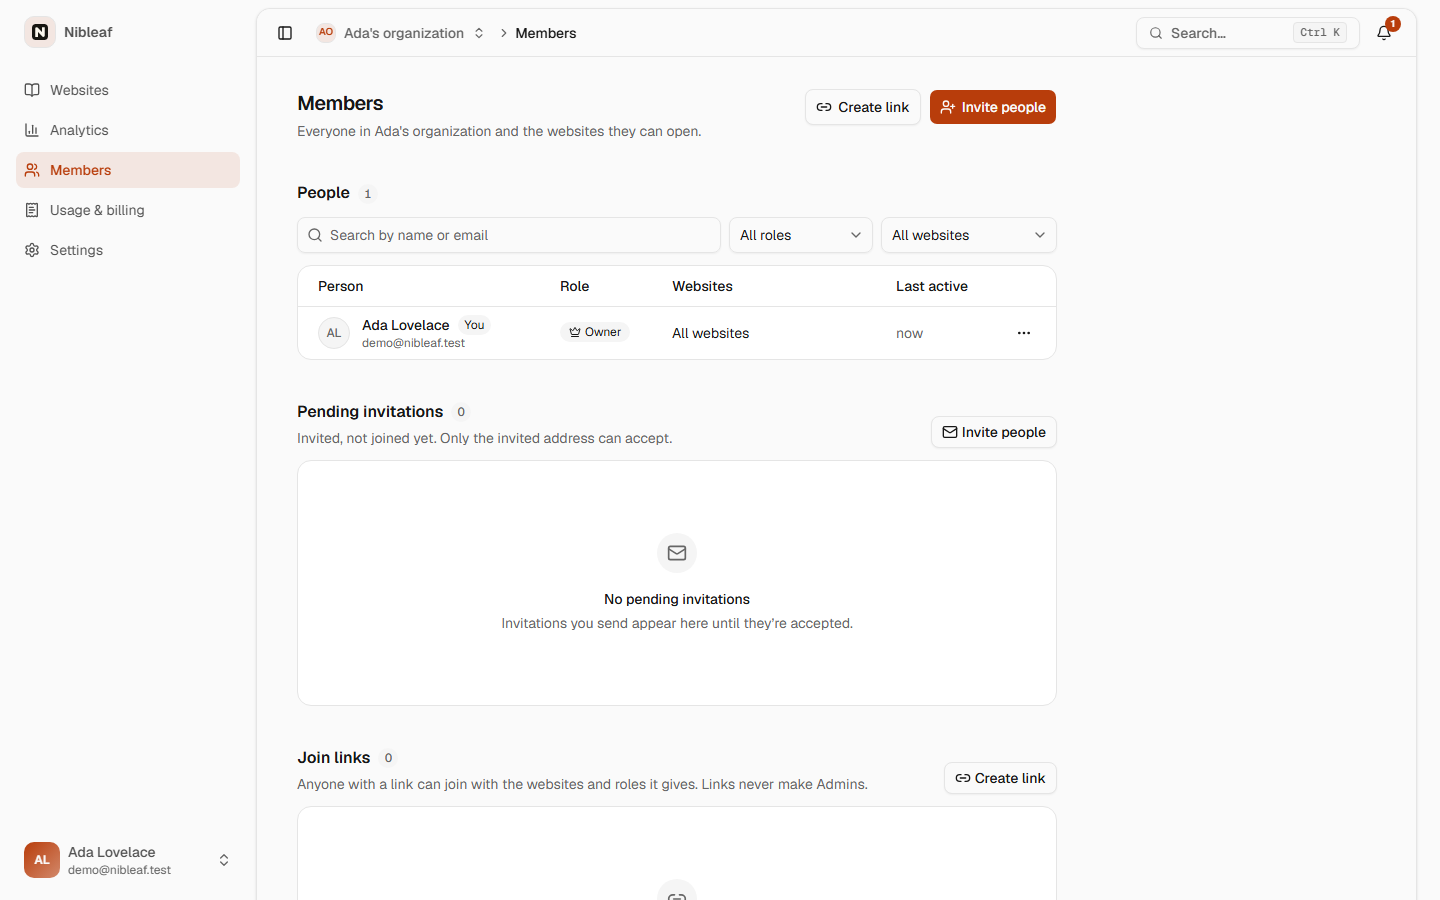 Nibleaf
Websites
Analytics
Members
Usage & billing
Settings
AL
Ada Lovelace
demo@nibleaf.test
AO Ada's organization Members
Search... Ctrl K
1
Members
Everyone in Ada's organization and the websites they can open.
Create link
Invite people
People 1
Search by name or email
All roles
All websites
Person Role Websites Last active
AL Ada Lovelace You
demo@nibleaf.test
Owner
All websites
now
Pending invitations 0
Invited, not joined yet. Only the invited address can accept.
Invite people
No pending invitations
Invitations you send appear here until they're accepted.
Join links 0
Anyone with a link can join with the websites and roles it gives. Links never make Admins.
Create link